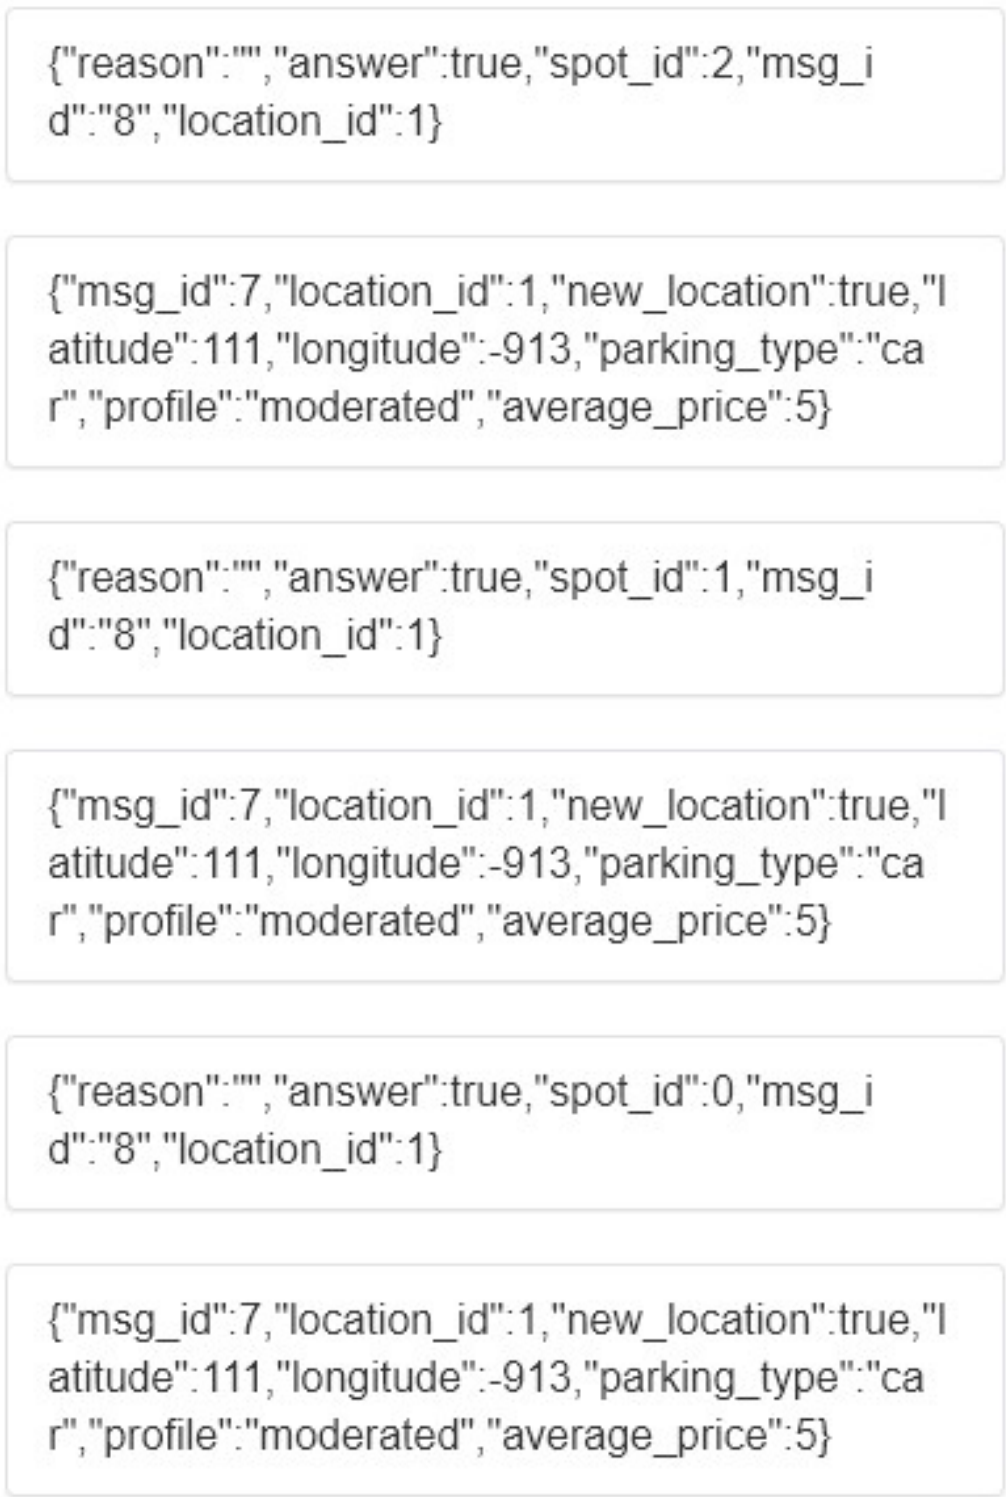 {"reason":"","answer":true,"spot_id":2,"msg_i
d":"8","location_id":1}
{"msg_id":7,"location_id":1,"new_location":true,"l
atitude":111,"longitude":-913,"parking_type":"ca
r","profile":"moderated","average_price":5}
{"reason":"","answer":true,"spot_id":1,"msg_i
d":"8","location_id":1}
{"msg_id":7,"location_id":1,"new_location":true,"l
atitude":111,"longitude":-913,"parking_type":"ca
r","profile":"moderated","average_price":5}
{"reason":"","answer":true,"spot_id":0,"msg_i
d":"8","location_id":1}
{"msg_id":7,"location_id":1,"new_location":true,"l
atitude":111,"longitude":-913,"parking_type":"ca
r","profile":"moderated","average_price":5}